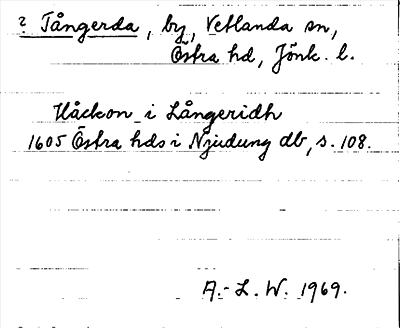 ? Tångerda, by, Vetlanda sn,
Östra hd, Jönk. l.
Håckon i Långeridh
1605 Östra hds i Njudung db, s. 108.
A.-L. W. 1969.